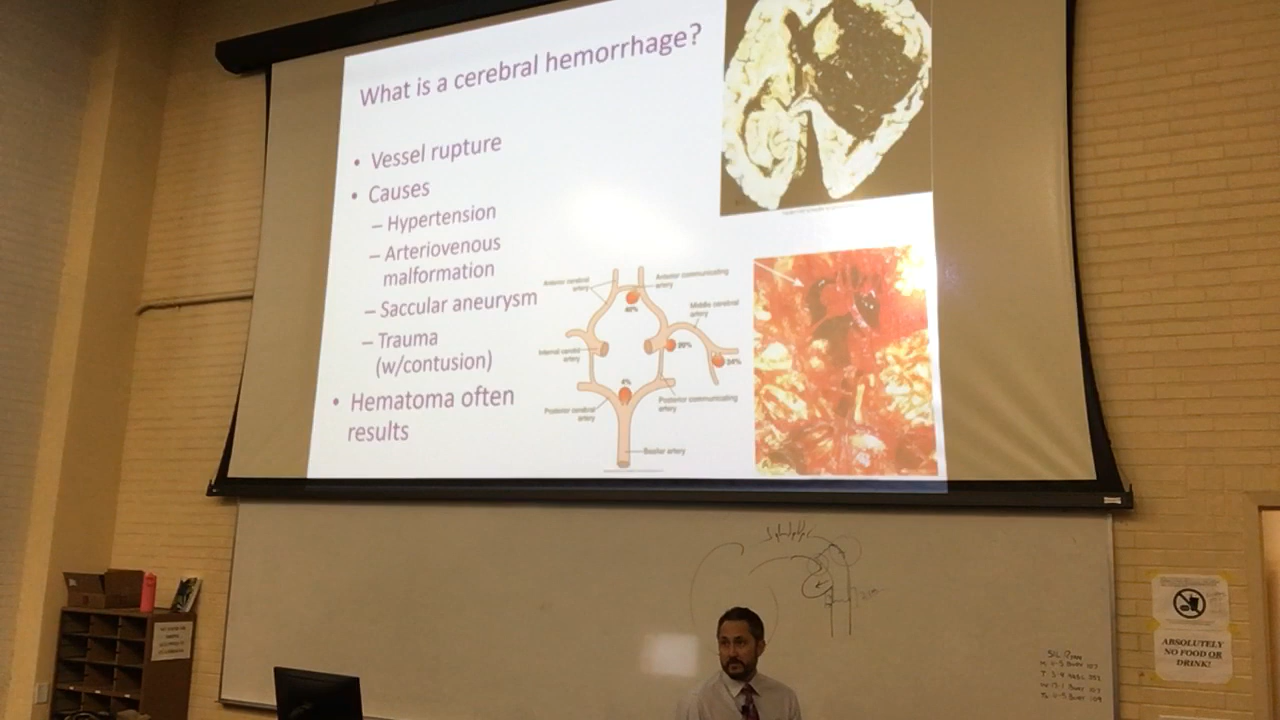 What is a cerebral hemorrhage?
• Vessel rupture
• Causes
– Hypertension
– Arteriovenous
malformation
– Saccular aneurysm
– Trauma
(w/contusion)
• Hematoma often
results
Anterior cerebral
artery
Anterior communicating
artery
40%
Middle cerebral
artery
Internal carotid
artery
20%
34%
4%
Posterior cerebral
artery
Posterior communicating
artery
Basilar artery
ABSOLUTELY
NO FOOD OR
DRINK!